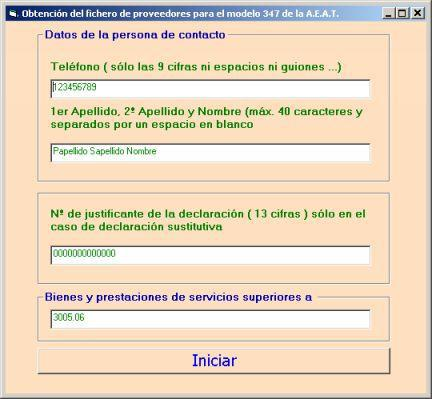 Obtención del fichero de proveedores para el modelo 347 de la A.E.A.T.
Datos de la persona de contacto
Teléfono ( sólo las 9 cifras ni espacios ni guiones ...)
123456789
1er Apellido, 2º Apellido y Nombre (máx. 40 caracteres y
separados por un espacio en blanco
Papellido Sapellido Nombre
Nº de justificante de la declaración ( 13 cifras ) sólo en el
caso de declaración sustitutiva
0000000000000
Bienes y prestaciones de servicios superiores a
3005.06
Iniciar